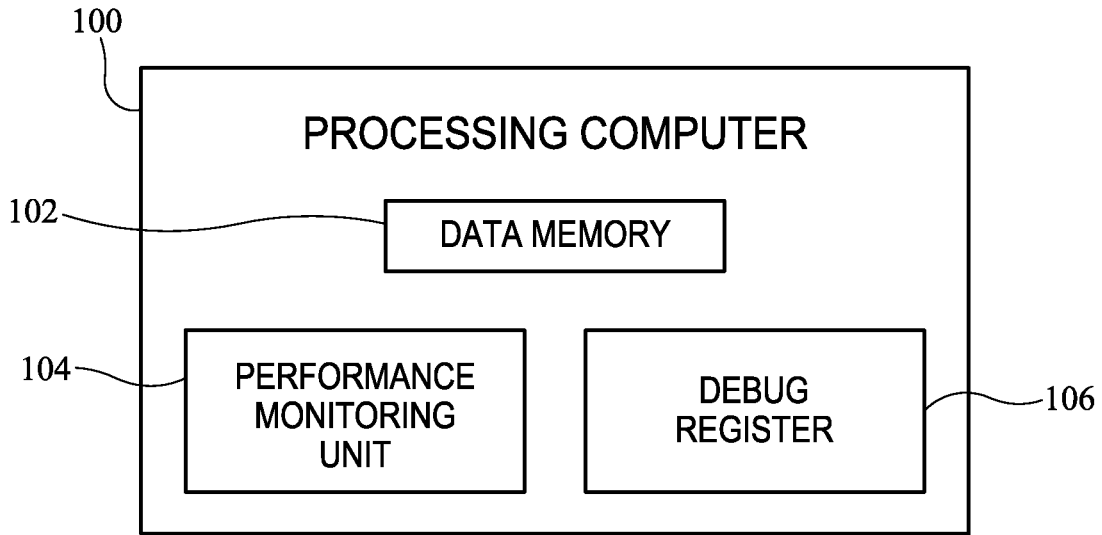 100
PROCESSING COMPUTER
102
DATA MEMORY
104
PERFORMANCE
MONITORING
UNIT
DEBUG
REGISTER
106